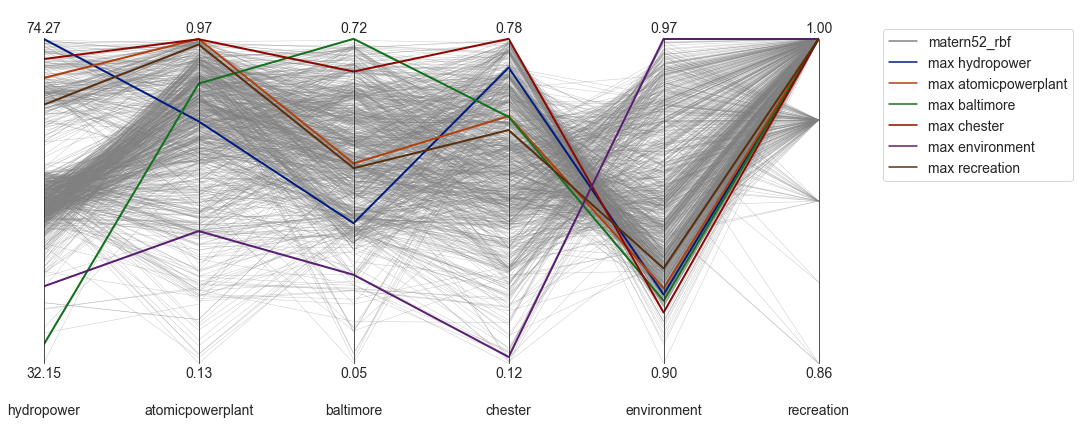 74.27 0.97 0.72 0.78 0.97 1.00
matern52_rbf
max hydropower
max atomicpowerplant
max baltimore
max chester
max environment
max recreation
32.15 0.13 0.05 0.12 0.90 0.86
hydropower atomicpowerplant baltimore chester environment recreation